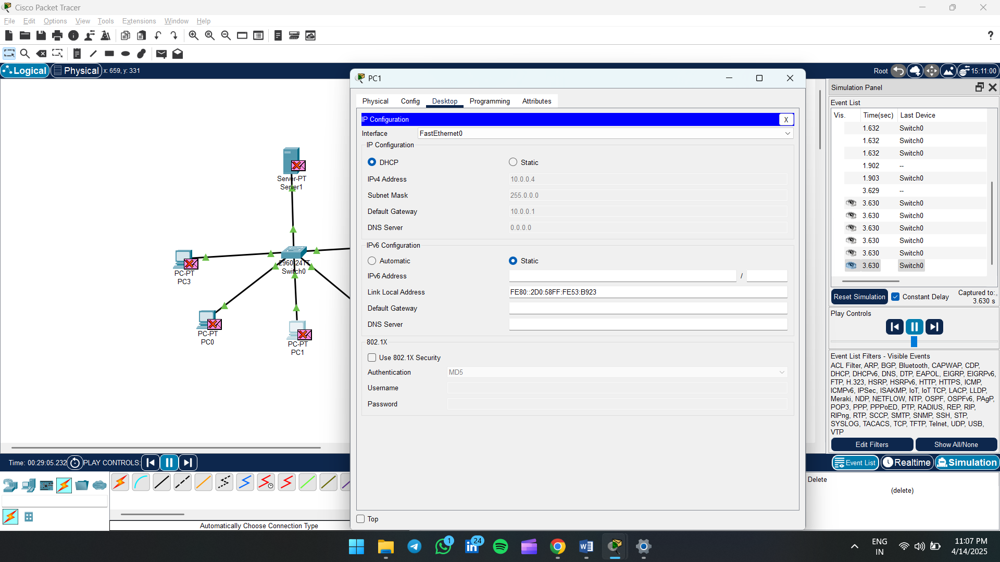 Cisco Packet Tracer
File Edit Options View Tools Extensions Window Help
?
Logical Physical x: 659, y: 331
Root 15:11:00
Server-PT
Server1
PC-PT
PC3
2960-24TT
Switch0
PC-PT
PC0
PC-PT
PC1
PC1
Physical Config Desktop Programming Attributes
IP Configuration X
Interface FastEthernet0
IP Configuration
DHCP Static
IPv4 Address 10.0.0.4
Subnet Mask 255.0.0.0
Default Gateway 10.0.0.1
DNS Server 0.0.0.0
IPv6 Configuration
Automatic Static
IPv6 Address /
Link Local Address FE80::2D0:58FF:FE53:B923
Default Gateway
DNS Server
802.1X
Use 802.1X Security
Authentication MD5
Username
Password
Top
Simulation Panel
Event List
Vis. Time(sec) Last Device
1.632 Switch0
1.632 Switch0
1.632 Switch0
1.902 --
1.903 Switch0
3.629 --
3.630 Switch0
3.630 Switch0
3.630 Switch0
3.630 Switch0
3.630 Switch0
3.630 Switch0
Reset Simulation Constant Delay Captured to:
3.630 s
Play Controls
Event List Filters - Visible Events
ACL Filter, ARP, BGP, Bluetooth, CAPWAP, CDP,
DHCP, DHCPv6, DNS, DTP, EAPOL, EIGRP, EIGRPv6,
FTP, H.323, HSRP, HSRPv6, HTTP, HTTPS, ICMP,
ICMPv6, IPSec, ISAKMP, IoT, IoT TCP, LACP, LLDP,
Meraki, NDP, NETFLOW, NTP, OSPF, OSPFv6, PAgP,
POP3, PPP, PPPoED, PTP, RADIUS, REP, RIP,
RIPng, RTP, SCCP, SMTP, SNMP, SSH, STP,
SYSLOG, TACACS, TCP, TFTP, Telnet, UDP, USB,
VTP
Edit Filters Show All/None
Time: 00:29:05.232 PLAY CONTROLS:
Event List Realtime Simulation
Automatically Choose Connection Type
Delete
(delete)
1
24
ENG
IN
11:07 PM
4/14/2025